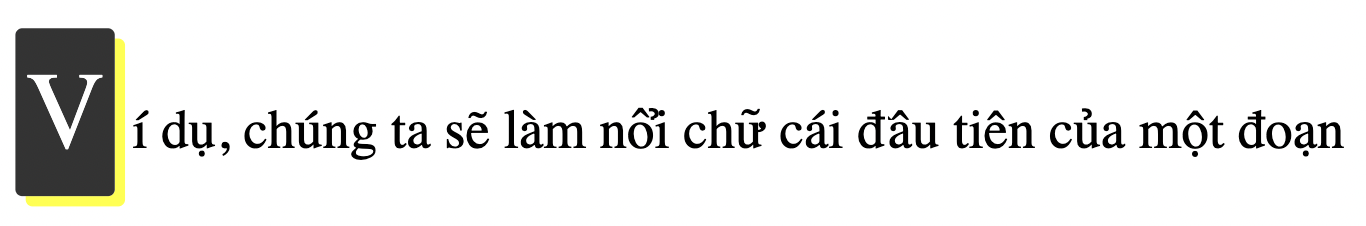 Ví dụ, chúng ta sẽ làm nổi chữ cái đầu tiên của một đoạn